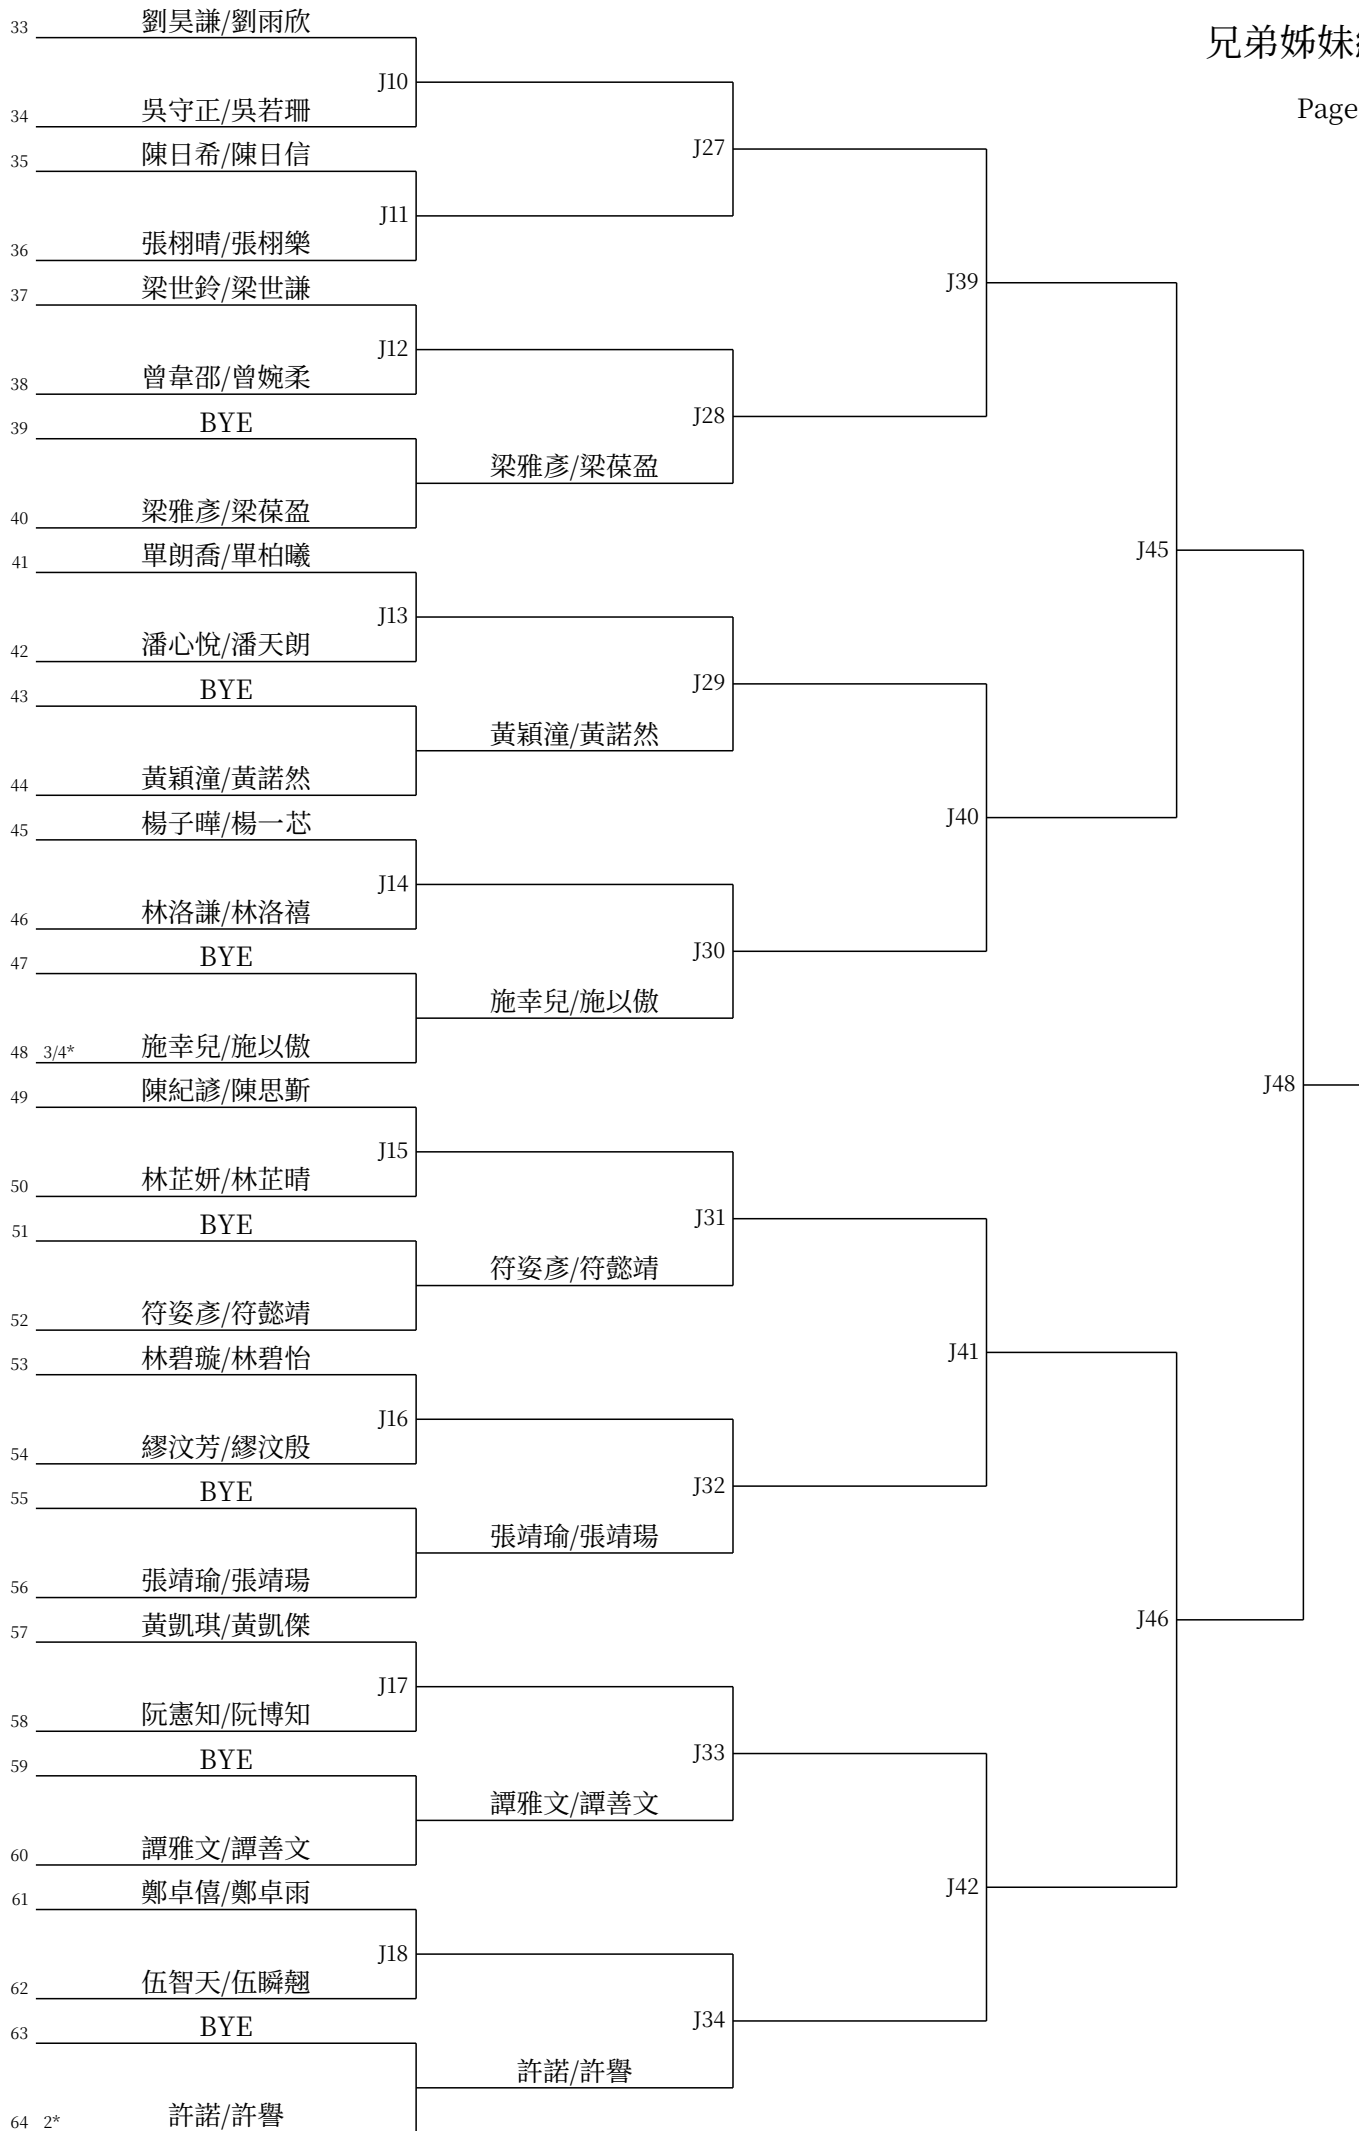 兄弟姊妹
Page
33 劉昊謙/劉雨欣
J10
34 吳守正/吳若珊
J27
35 陳日希/陳日信
J11
36 張栩晴/張栩樂
J39
37 梁世鈴/梁世謙
J12
38 曾韋邵/曾婉柔
J28
39 BYE
梁雅彥/梁葆盈
40 梁雅彥/梁葆盈
J45
41 單朗喬/單柏曦
J13
42 潘心悅/潘天朗
J29
43 BYE
黃穎潼/黃諾然
44 黃穎潼/黃諾然
J40
45 楊子曄/楊一芯
J14
46 林洛謙/林洛禧
J30
47 BYE
施幸兒/施以傲
48 3/4* 施幸兒/施以傲
J48
49 陳紀諺/陳思斳
J15
50 林芷妍/林芷晴
J31
51 BYE
符姿彥/符懿靖
52 符姿彥/符懿靖
J41
53 林碧璇/林碧怡
J16
54 繆汶芳/繆汶殷
J32
55 BYE
張靖瑜/張靖瑒
56 張靖瑜/張靖瑒
J46
57 黃凱琪/黃凱傑
J17
58 阮憲知/阮博知
J33
59 BYE
譚雅文/譚善文
60 譚雅文/譚善文
J42
61 鄭卓僖/鄭卓雨
J18
62 伍智天/伍瞬翹
J34
63 BYE
許諾/許譽
64 2* 許諾/許譽